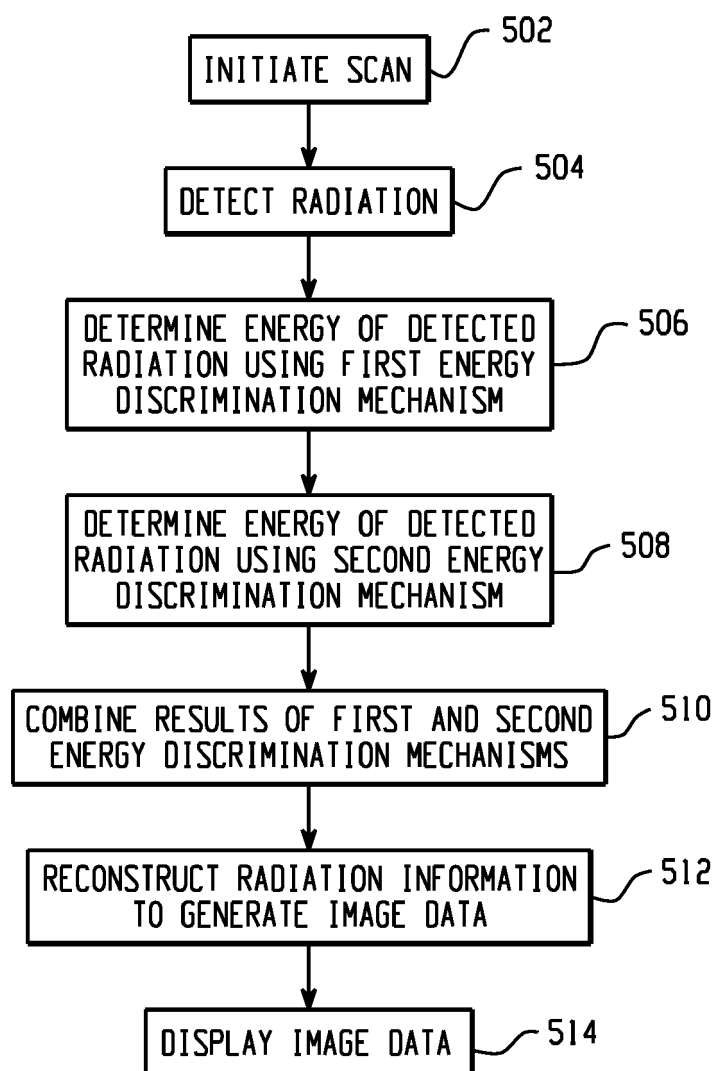 502
INITIATE SCAN
504
DETECT RADIATION
506
DETERMINE ENERGY OF DETECTED
RADIATION USING FIRST ENERGY
DISCRIMINATION MECHANISM
508
DETERMINE ENERGY OF DETECTED
RADIATION USING SECOND ENERGY
DISCRIMINATION MECHANISM
510
COMBINE RESULTS OF FIRST AND SECOND
ENERGY DISCRIMINATION MECHANISMS
512
RECONSTRUCT RADIATION INFORMATION
TO GENERATE IMAGE DATA
514
DISPLAY IMAGE DATA